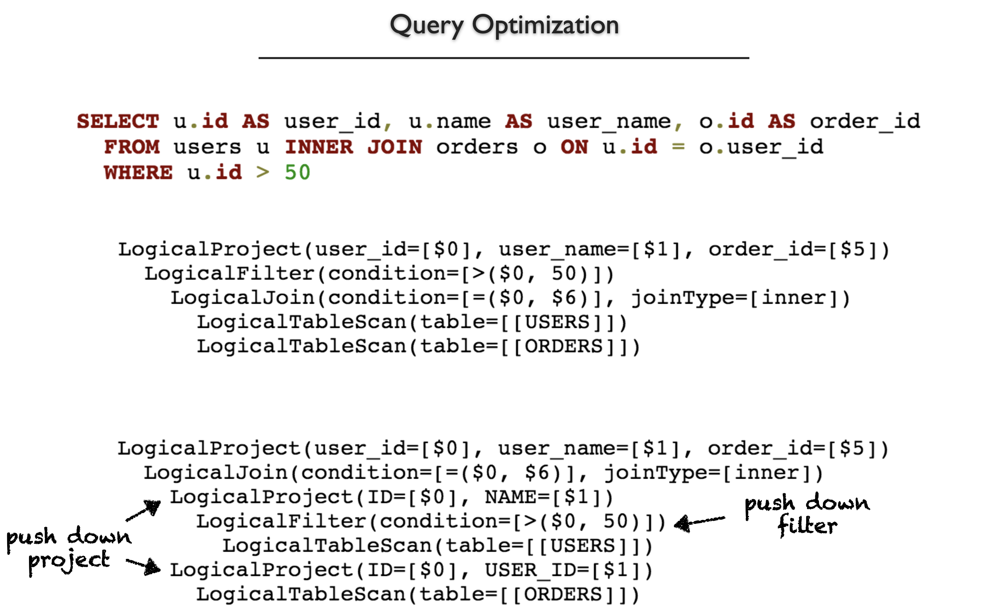 Query Optimization
SELECT u.id AS user_id, u.name AS user_name, o.id AS order_id
FROM users u INNER JOIN orders o ON u.id = o.user_id
WHERE u.id > 50
LogicalProject(user_id=[$0], user_name=[$1], order_id=[$5])
LogicalFilter(condition=[>($0, 50)])
LogicalJoin(condition=[=($0, $6)], joinType=[inner])
LogicalTableScan(table=[[USERS]])
LogicalTableScan(table=[[ORDERS]])
LogicalProject(user_id=[$0], user_name=[$1], order_id=[$5])
LogicalJoin(condition=[=($0, $6)], joinType=[inner])
LogicalProject(ID=[$0], NAME=[$1])
LogicalFilter(condition=[>($0, 50)])
LogicalTableScan(table=[[USERS]])
LogicalProject(ID=[$0], USER_ID=[$1])
LogicalTableScan(table=[[ORDERS]])
push down
project
push down
filter